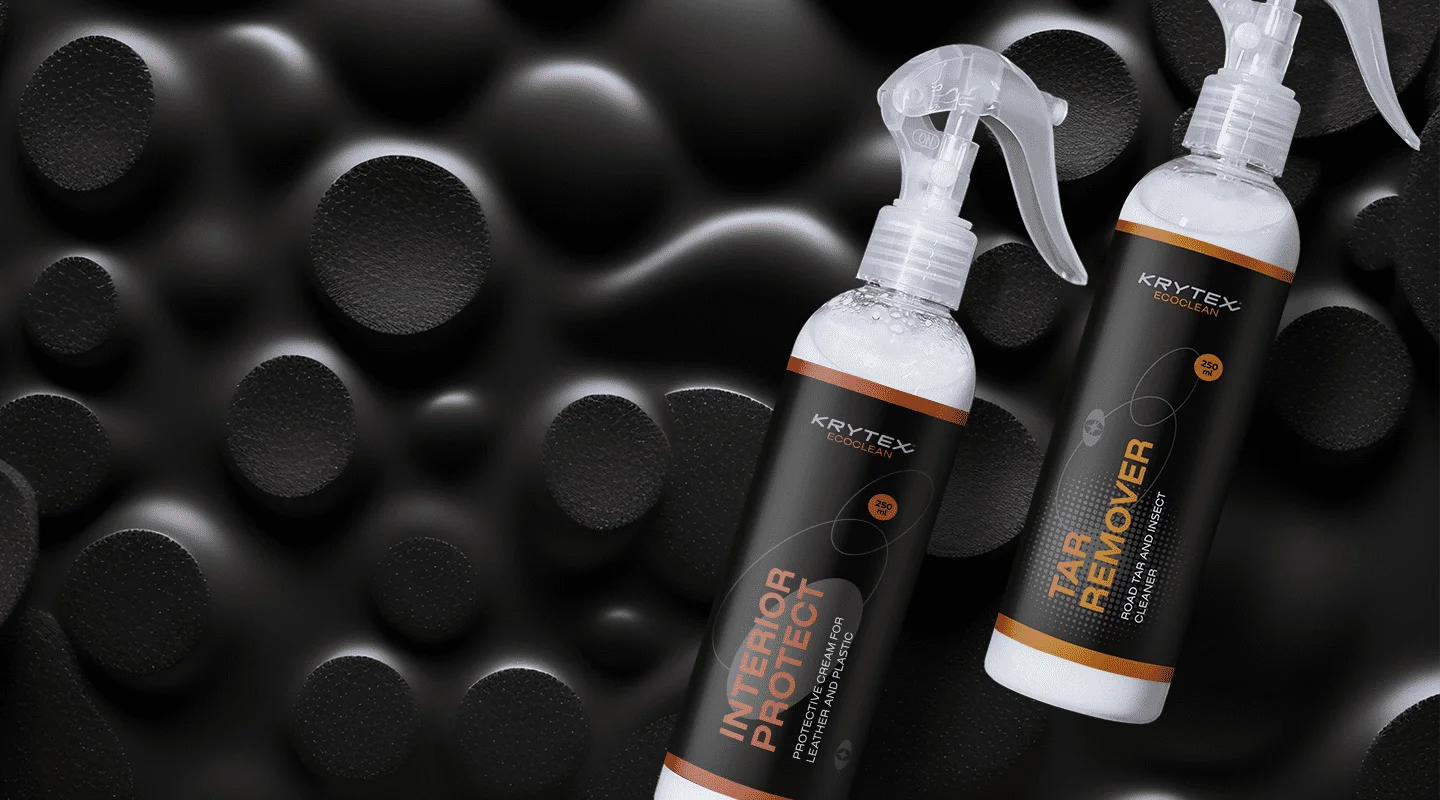 ON
KRYTEX
ECOCLEAN
250
ml
INTERIOR
PROTECT
PROTECTIVE CREAM FOR
LEATHER AND PLASTIC
KRYTEX
ECOCLEAN
250
ml
TAR
REMOVER
ROAD TAR AND INSECT
CLEANER